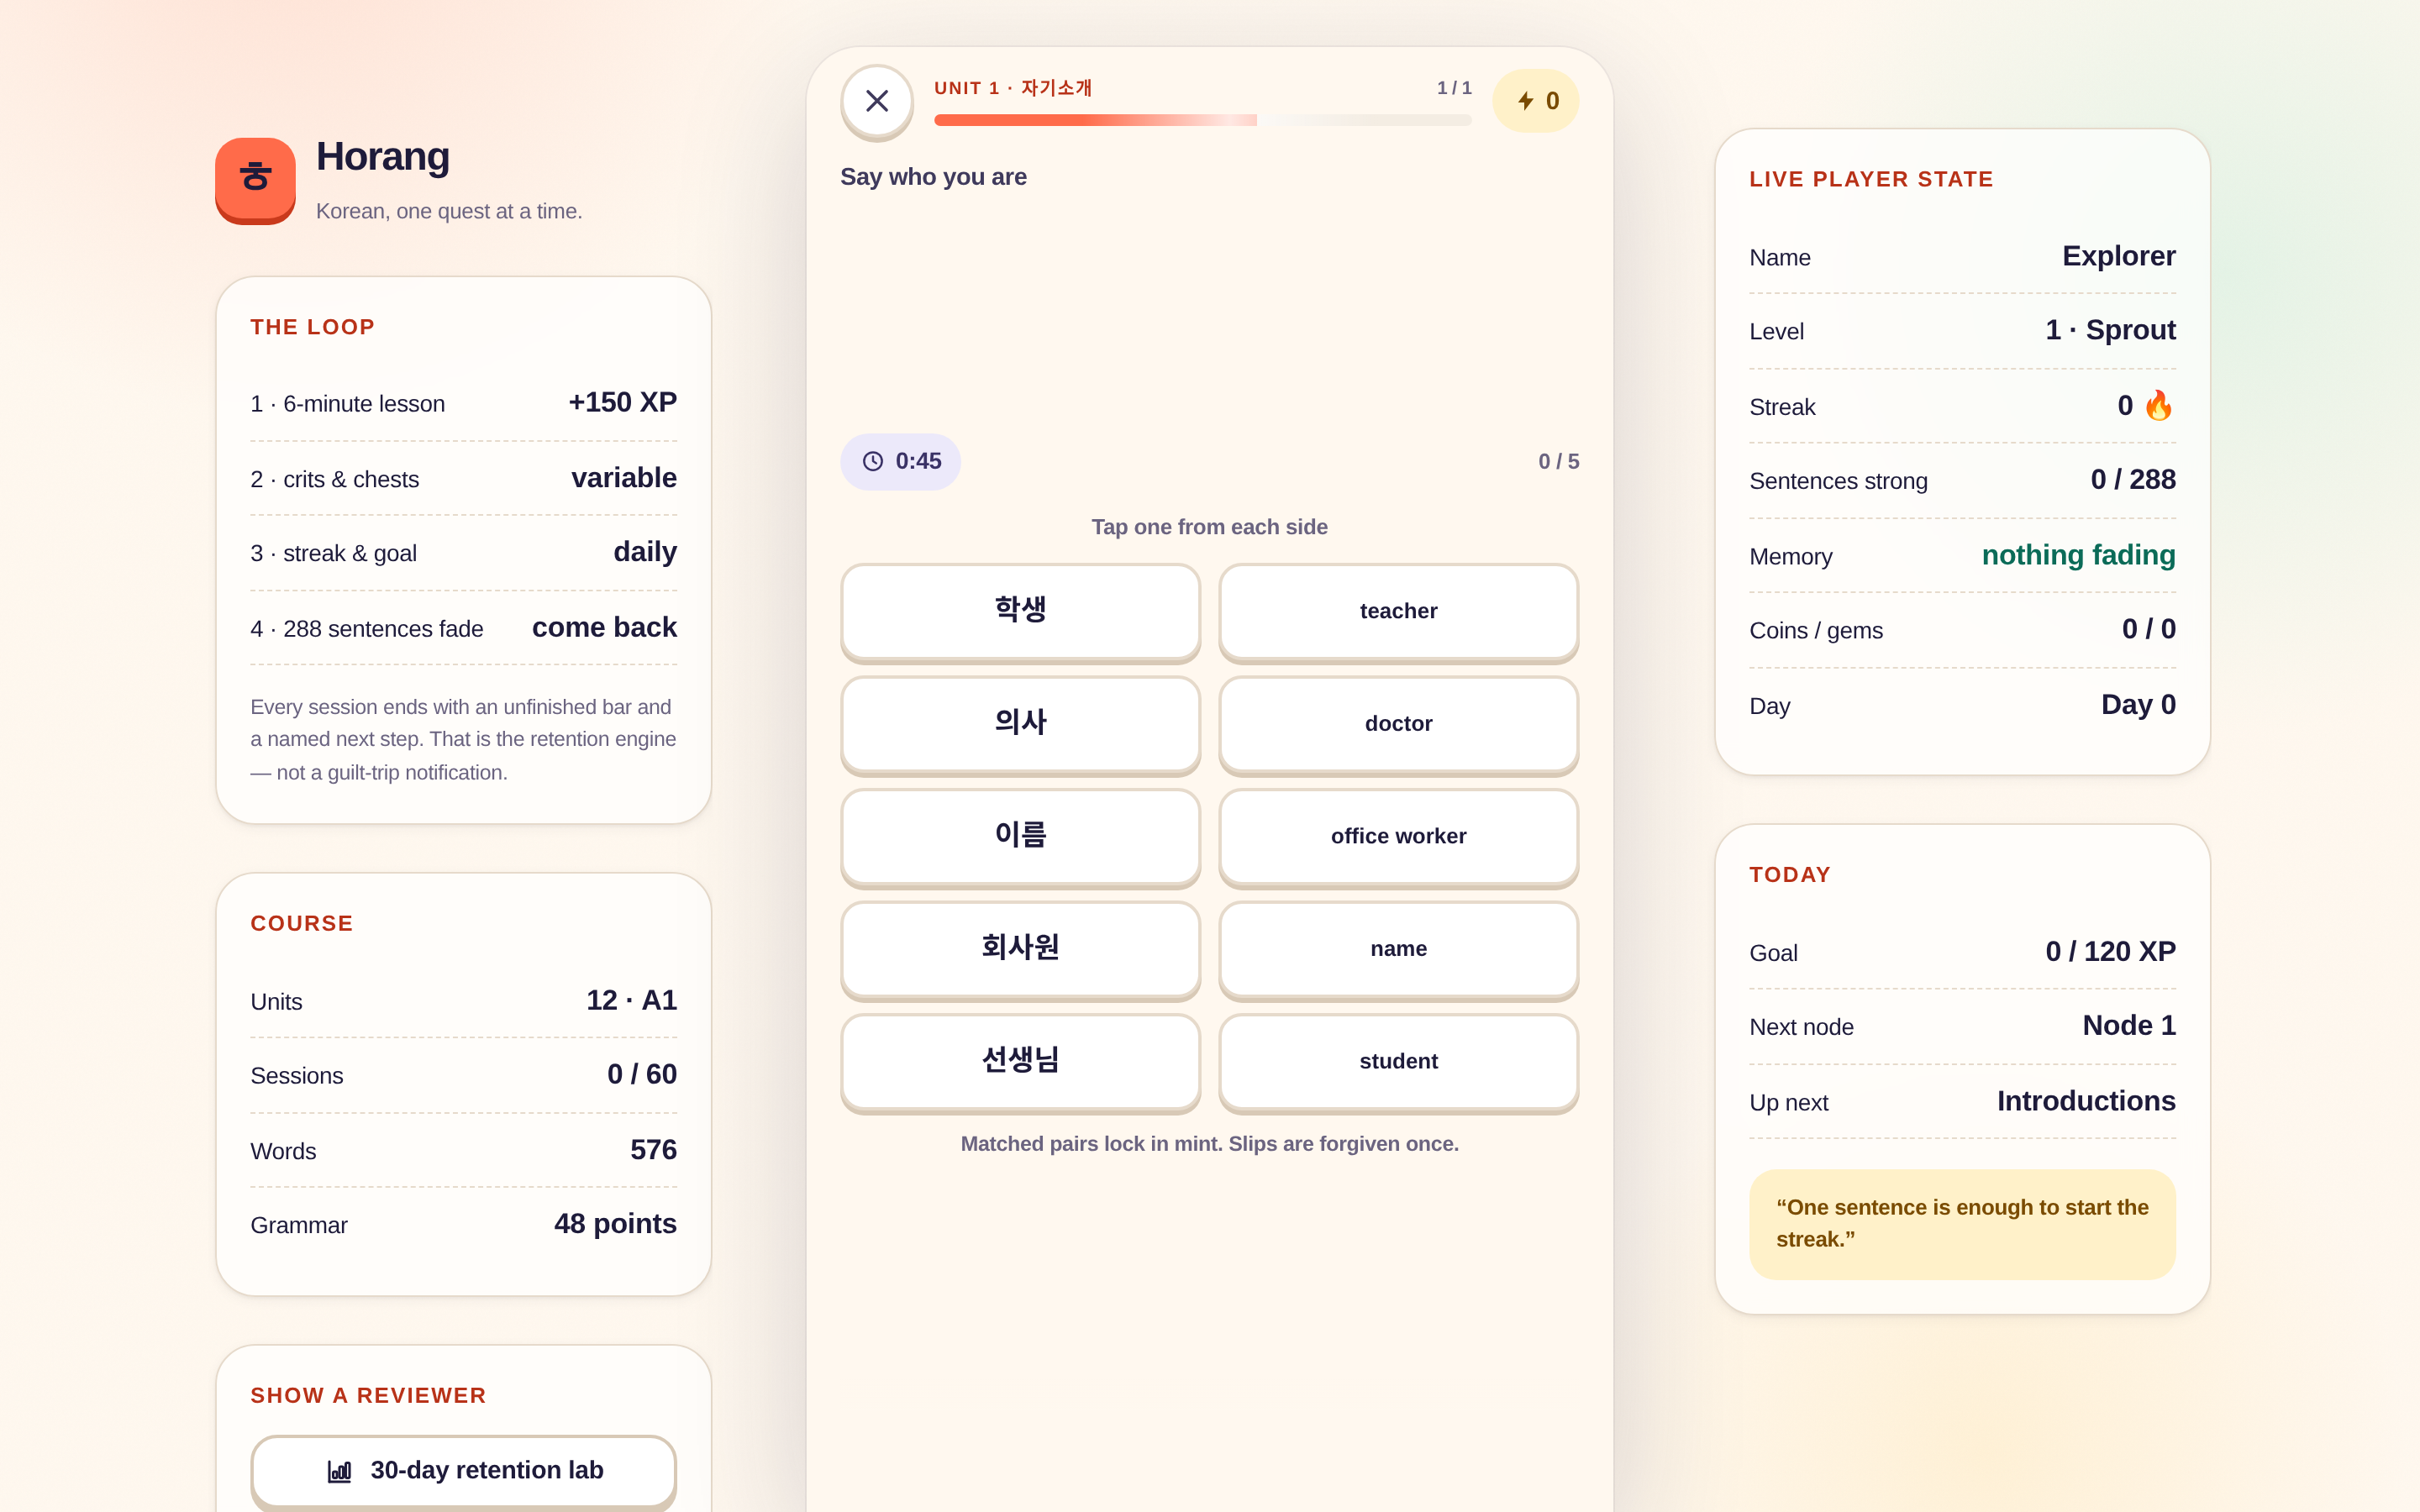 ㅎ
Horang
Korean, one quest at a time.
THE LOOP
1 · 6-minute lesson +150 XP
2 · crits & chests variable
3 · streak & goal daily
4 · 288 sentences fade come back
Every session ends with an unfinished bar and
a named next step. That is the retention engine
— not a guilt-trip notification.
COURSE
Units 12 · A1
Sessions 0 / 60
Words 576
Grammar 48 points
SHOW A REVIEWER
30-day retention lab
UNIT 1 · 자기소개 1 / 1
0
Say who you are
0:45 0 / 5
Tap one from each side
학생 teacher
의사 doctor
이름 office worker
회사원 name
선생님 student
Matched pairs lock in mint. Slips are forgiven once.
LIVE PLAYER STATE
Name Explorer
Level 1 · Sprout
Streak 0 🔥
Sentences strong 0 / 288
Memory nothing fading
Coins / gems 0 / 0
Day Day 0
TODAY
Goal 0 / 120 XP
Next node Node 1
Up next Introductions
“One sentence is enough to start the
streak.”